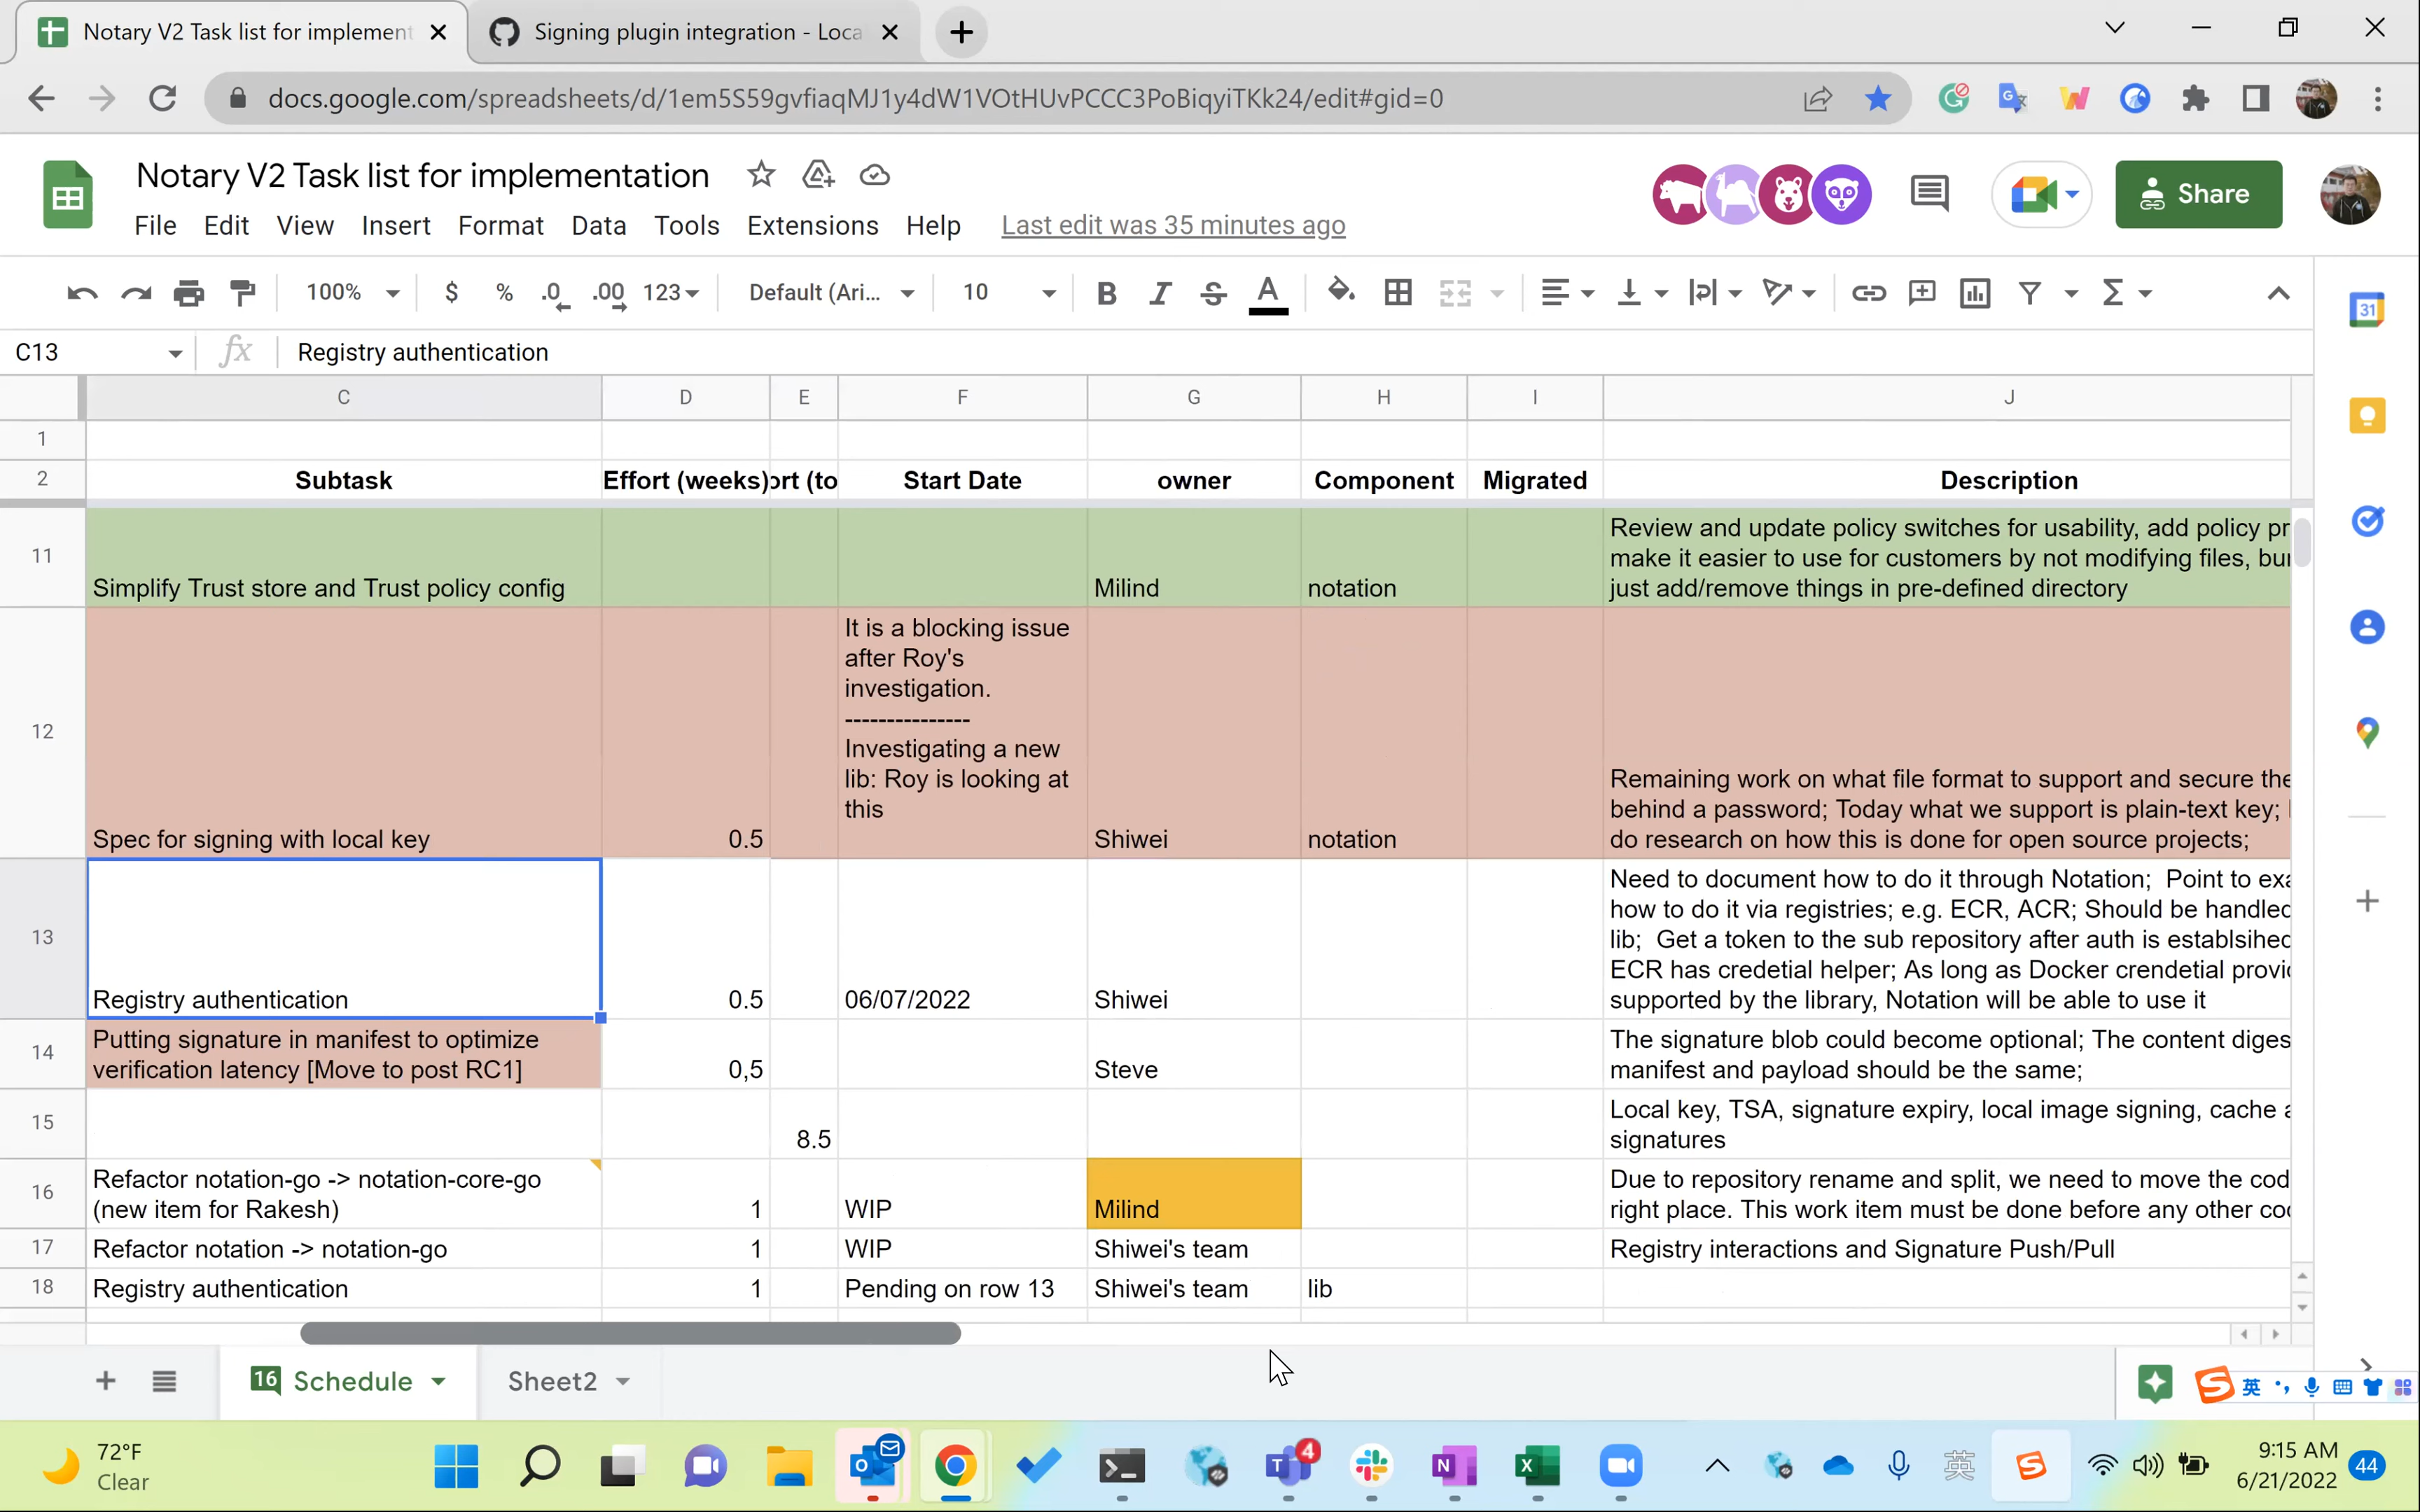 Notary V2 Task list for implement
Signing plugin integration - Loca
docs.google.com/spreadsheets/d/1em5S59gvfiaqMJ1y4dW1VOtHUvPCCC3PoBiqyiTKk24/edit#gid=0
Notary V2 Task list for implementation
File Edit View Insert Format Data Tools Extensions Help Last edit was 35 minutes ago
Share
100% $ % .0 .00 123 Default (Ari... 10 B I S A
C13 fx Registry authentication
C D E F G H I J
1
2 Subtask Effort (weeks) ort (to Start Date owner Component Migrated Description
11 Simplify Trust store and Trust policy config Milind notation
Review and update policy switches for usability, add policy pr
make it easier to use for customers by not modifying files, bu
just add/remove things in pre-defined directory
12 Spec for signing with local key 0.5
It is a blocking issue
after Roy's
investigation.
---------------
Investigating a new
lib: Roy is looking at
this
Shiwei notation
Remaining work on what file format to support and secure the
behind a password; Today what we support is plain-text key;
do research on how this is done for open source projects;
13 Registry authentication 0.5 06/07/2022 Shiwei
Need to document how to do it through Notation; Point to exa
how to do it via registries; e.g. ECR, ACR; Should be handled
lib; Get a token to the sub repository after auth is establsihed
ECR has credetial helper; As long as Docker crendetial provi
supported by the library, Notation will be able to use it
14 Putting signature in manifest to optimize
verification latency [Move to post RC1] 0,5 Steve
The signature blob could become optional; The content diges
manifest and payload should be the same;
15 8.5
Local key, TSA, signature expiry, local image signing, cache a
signatures
16 Refactor notation-go -> notation-core-go
(new item for Rakesh) 1 WIP Milind
Due to repository rename and split, we need to move the cod
right place. This work item must be done before any other co
17 Refactor notation -> notation-go 1 WIP Shiwei's team Registry interactions and Signature Push/Pull
18 Registry authentication 1 Pending on row 13 Shiwei's team lib
16 Schedule Sheet2
英
72°F
Clear
4
英
9:15 AM
6/21/2022
44